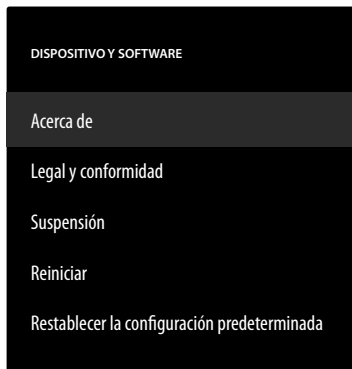 DISPOSITIVO Y SOFTWARE
Acerca de
Legal y conformidad
Suspensión
Reiniciar
Restablecer la configuración predeterminada